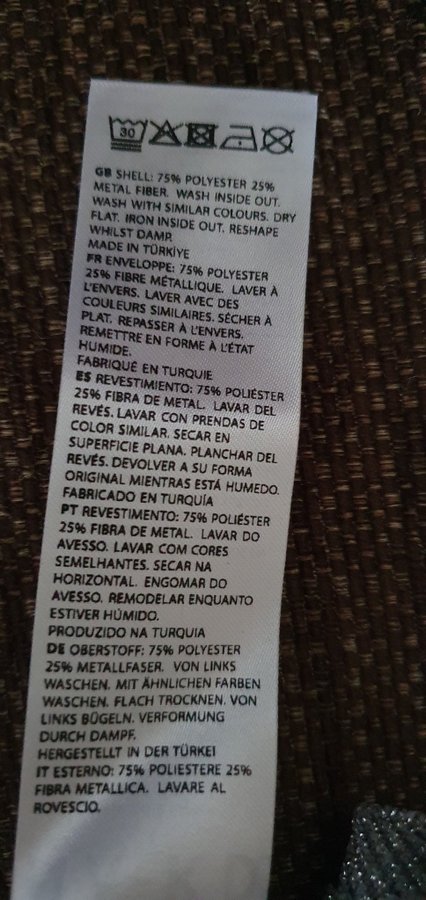 30
GB SHELL: 75% POLYESTER 25%
METAL FIBER. WASH INSIDE OUT.
WASH WITH SIMILAR COLOURS. DRY
FLAT. IRON INSIDE OUT. RESHAPE
WHILST DAMP.
MADE IN TÜRKİYE
FR ENVELOPPE: 75% POLYESTER
25% FIBRE MÉTALLIQUE. LAVER À
L'ENVERS. LAVER AVEC DES
COULEURS SIMILAIRES. SÉCHER À
PLAT. REPASSER À L'ENVERS.
REMETTRE EN FORME À L'ÉTAT
HUMIDE.
FABRIQUÉ EN TURQUIE
ES REVESTIMIENTO: 75% POLIÉSTER
25% FIBRA DE METAL. LAVAR DEL
REVÉS. LAVAR CON PRENDAS DE
COLOR SIMILAR. SECAR EN
SUPERFICIE PLANA. PLANCHAR DEL
REVÉS. DEVOLVER A SU FORMA
ORIGINAL MIENTRAS ESTÁ HUMEDO.
FABRICADO EN TURQUÍA
PT REVESTIMENTO: 75% POLIÉSTER
25% FIBRA DE METAL. LAVAR DO
AVESSO. LAVAR COM CORES
SEMELHANTES. SECAR NA
HORIZONTAL. ENGOMAR DO
AVESSO. REMODELAR ENQUANTO
ESTIVER HÚMIDO.
PRODUZIDO NA TURQUIA
DE OBERSTOFF: 75% POLYESTER
25% METALLFASER. VON LINKS
WASCHEN. MIT ÄHNLICHEN FARBEN
WASCHEN. FLACH TROCKNEN. VON
LINKS BÜGELN. VERFORMUNG
DURCH DAMPF.
HERGESTELLT IN DER TÜRKEI
IT ESTERNO: 75% POLIESTERE 25%
FIBRA METALLICA. LAVARE AL
ROVESCIO.